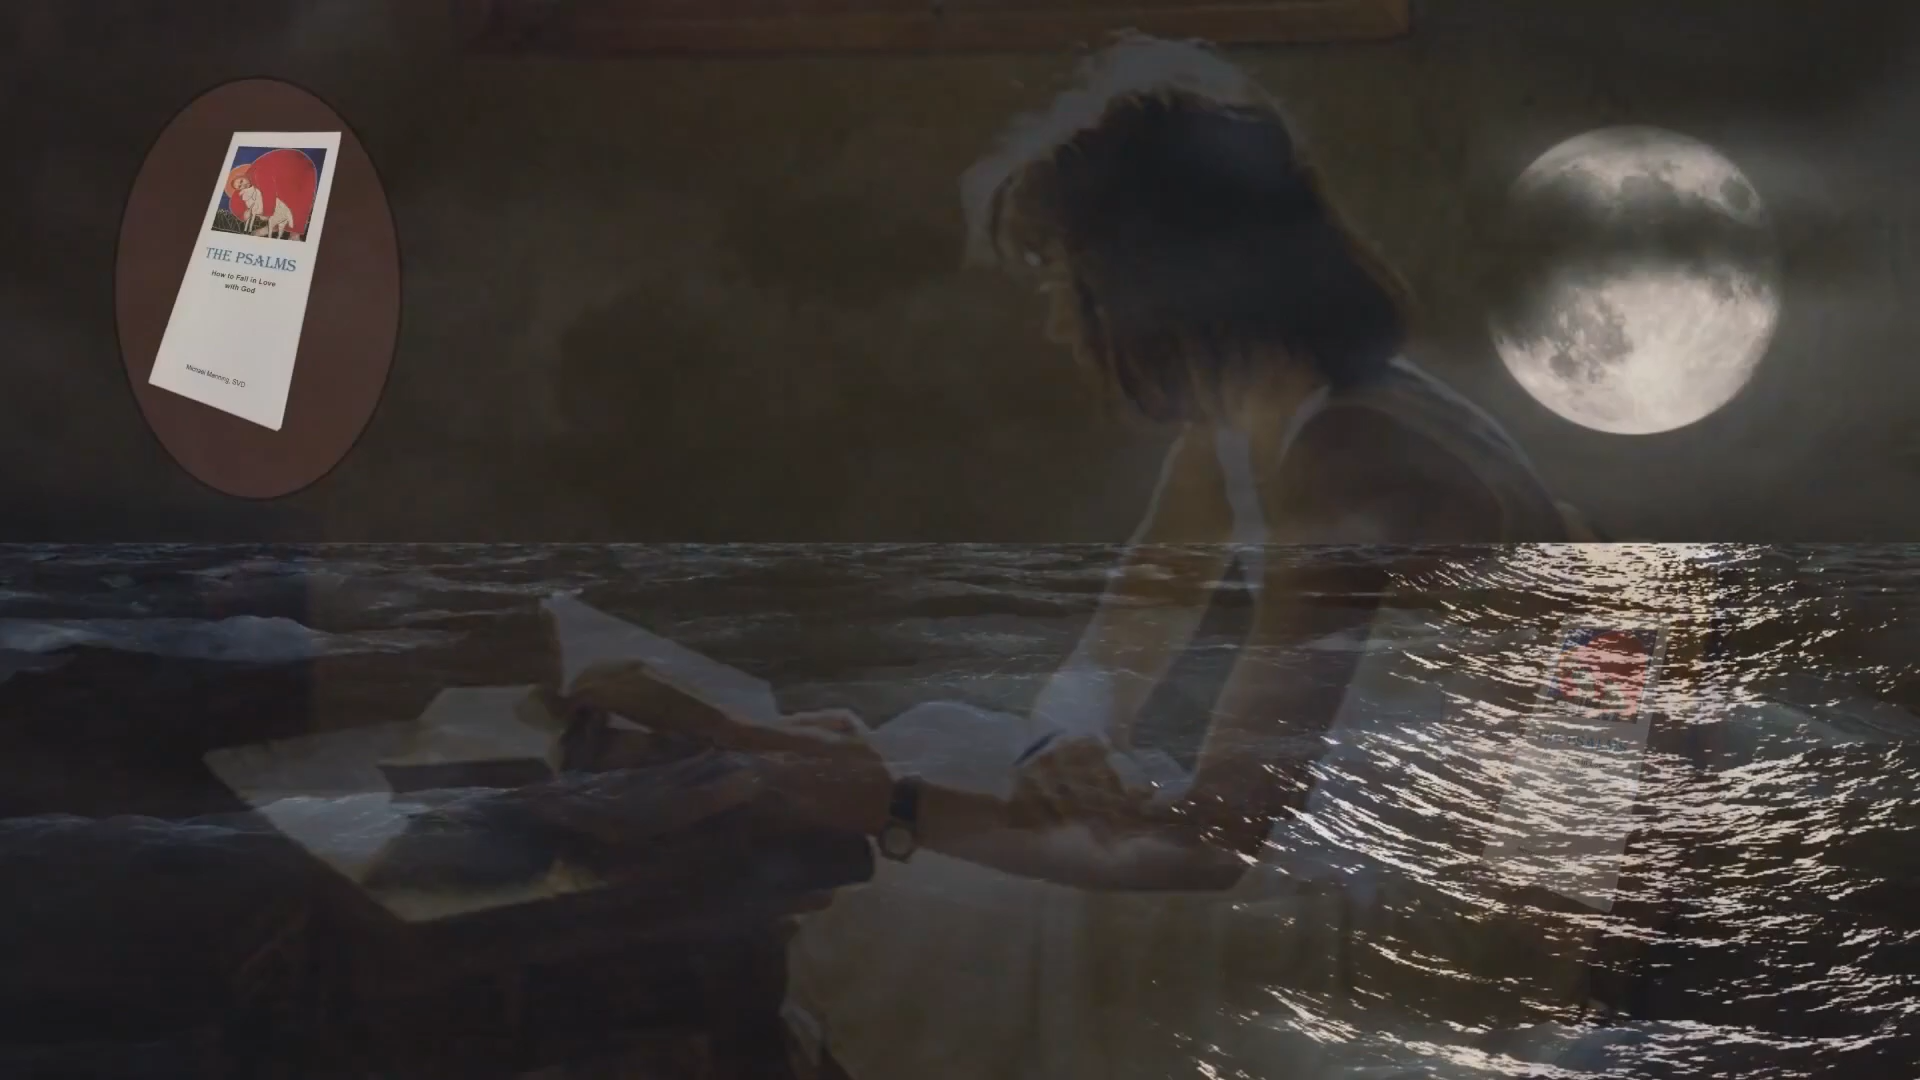 THE PSALMS
How to Fall in Love
with God
Michael Manning, SVD